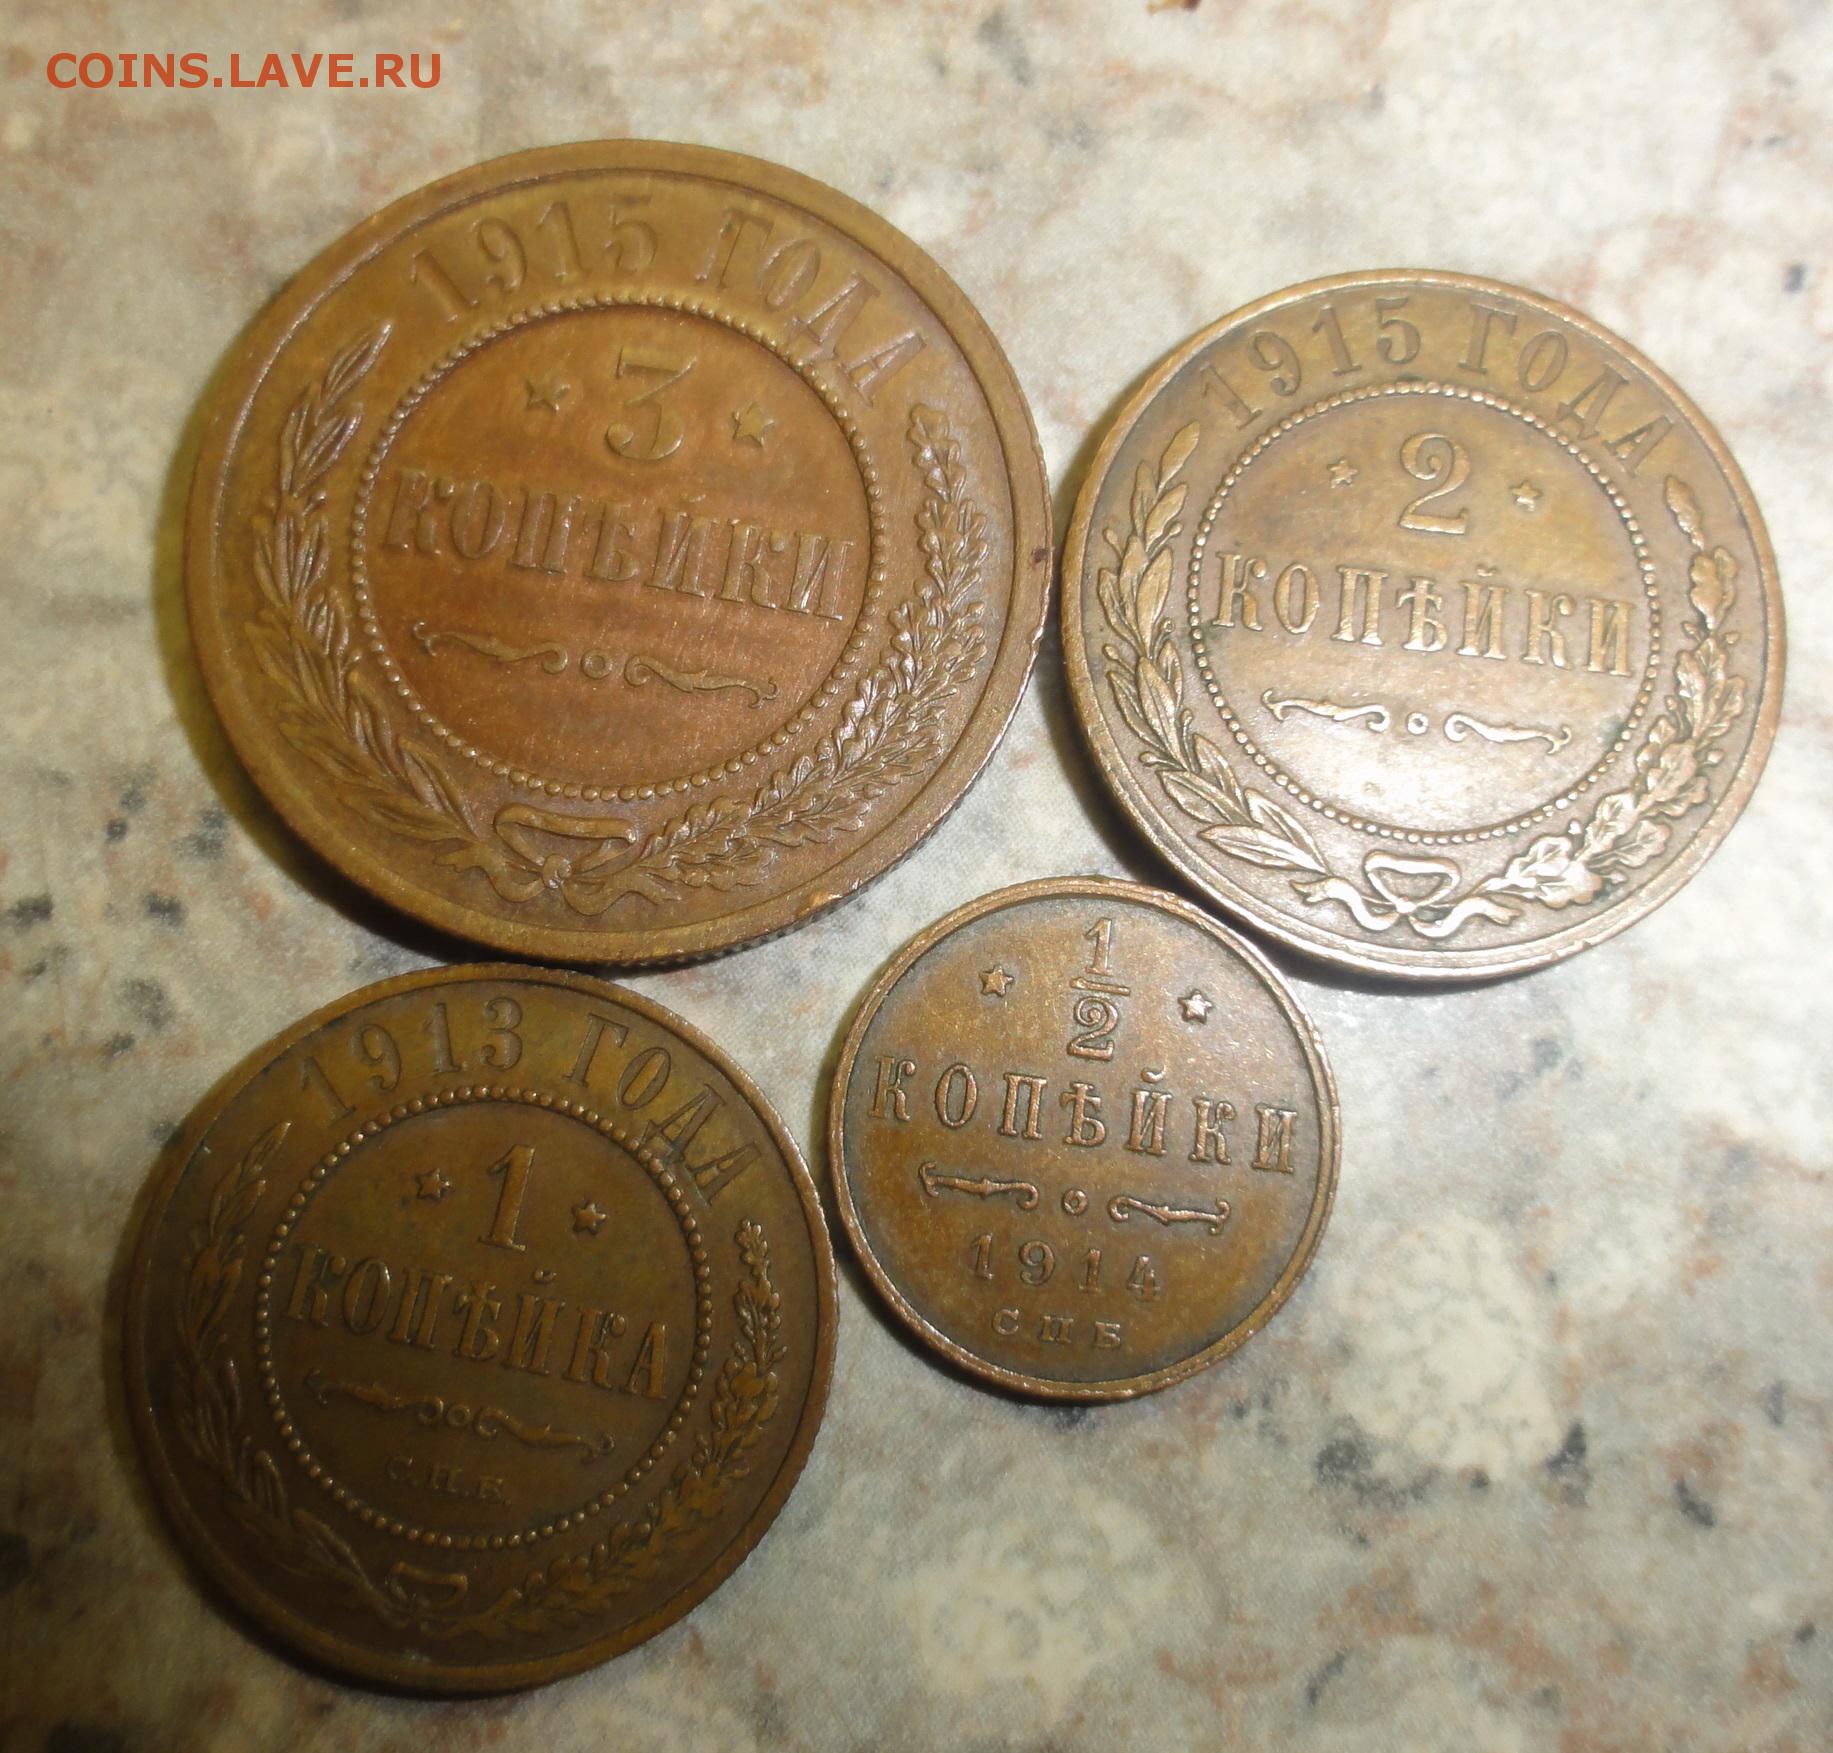 COINS.LAVE.RU
1915 ГОДА
3
КОПѢЙКИ
1915 ГОДА
2
КОПѢЙКИ
1913 ГОДА
1
КОПѢЙКА
С.П.Б.
1
2
КОПѢЙКИ
1914
СПБ